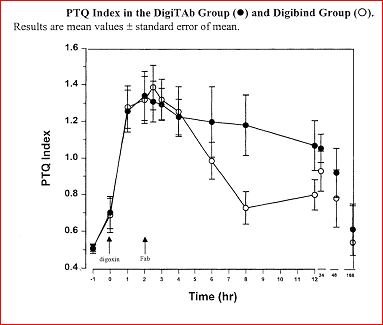 PTQ Index in the DigiTAb Group (●) and Digibind Group (○).
Results are mean values ± standard error of mean.
1.6
1.4
1.2
1.0
0.8
0.6
0.4
PTQ Index
digoxin
Fab
-1 0 1 2 3 4 5 6 7 8 9 10 11 12 24 48 168
Time (hr)